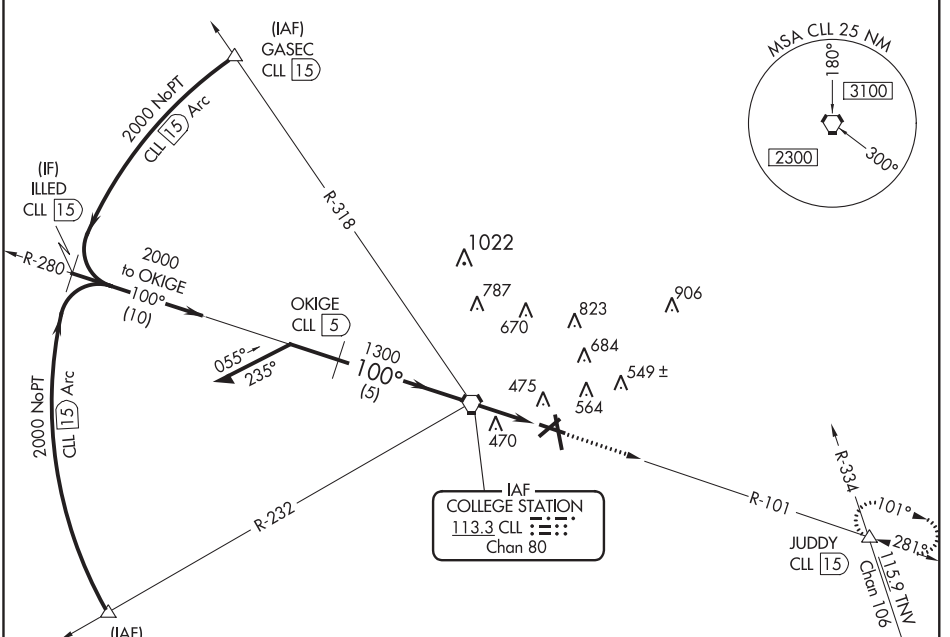 (IAF)
GASEC
CLL 15
2000 NoPT
CLL 15 Arc
MSA CLL 25 NM
180°
3100
2300
300°
(IF)
ILLED
CLL 15
R-280
2000
to OKIGE
100°
(10)
R-318
OKIGE
CLL 5
055°
235°
1300
100°
(5)
1022
787
670
823
906
684
549 ±
475
564
470
2000 NoPT
CLL 15 Arc
R-232
IAF
COLLEGE STATION
113.3 CLL
Chan 80
R-101
R-334
101°
281°
JUDDY
CLL 15
115.9 TNV
Chan 106
(IAF)